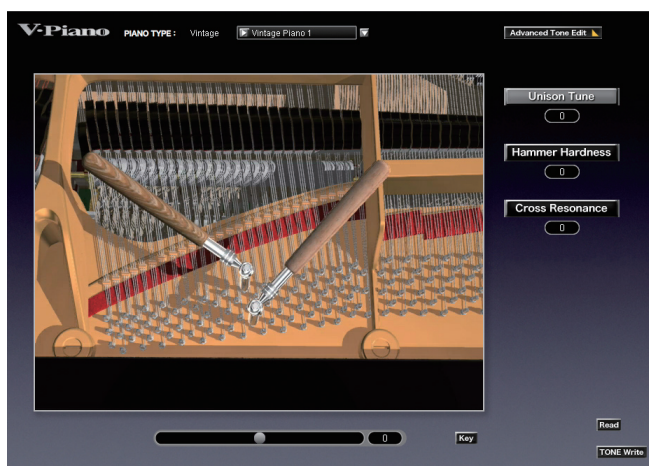 V-Piano PIANO TYPE : Vintage Vintage Piano 1 Advanced Tone Edit
Unison Tune
0
Hammer Hardness
0
Cross Resonance
0
0 Key
Read
TONE Write